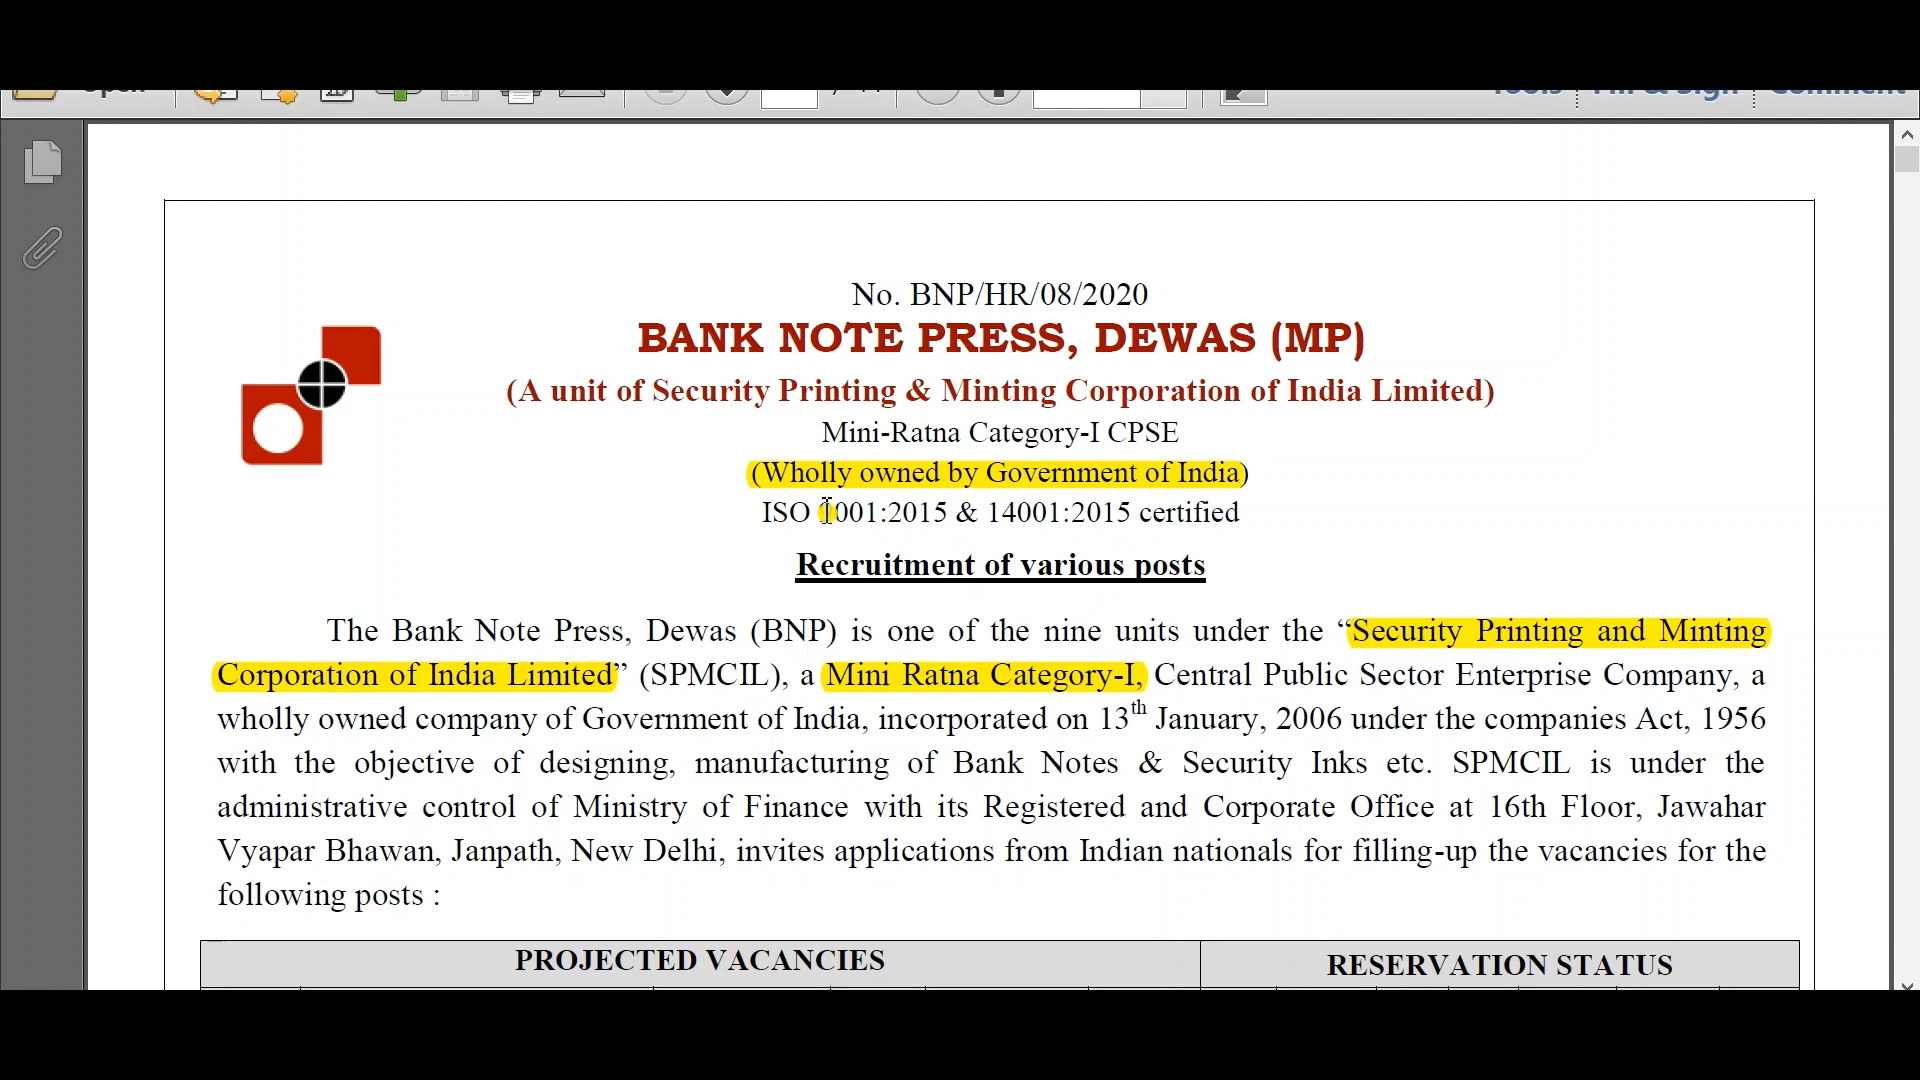 No. BNP/HR/08/2020
BANK NOTE PRESS, DEWAS (MP)
(A unit of Security Printing & Minting Corporation of India Limited)
Mini-Ratna Category-I CPSE
(Wholly owned by Government of India)
ISO 9001:2015 & 14001:2015 certified
Recruitment of various posts
The Bank Note Press, Dewas (BNP) is one of the nine units under the “Security Printing and Minting
Corporation of India Limited” (SPMCIL), a Mini Ratna Category-I, Central Public Sector Enterprise Company, a
wholly owned company of Government of India, incorporated on 13th January, 2006 under the companies Act, 1956
with the objective of designing, manufacturing of Bank Notes & Security Inks etc. SPMCIL is under the
administrative control of Ministry of Finance with its Registered and Corporate Office at 16th Floor, Jawahar
Vyapar Bhawan, Janpath, New Delhi, invites applications from Indian nationals for filling-up the vacancies for the
following posts :
PROJECTED VACANCIES RESERVATION STATUS